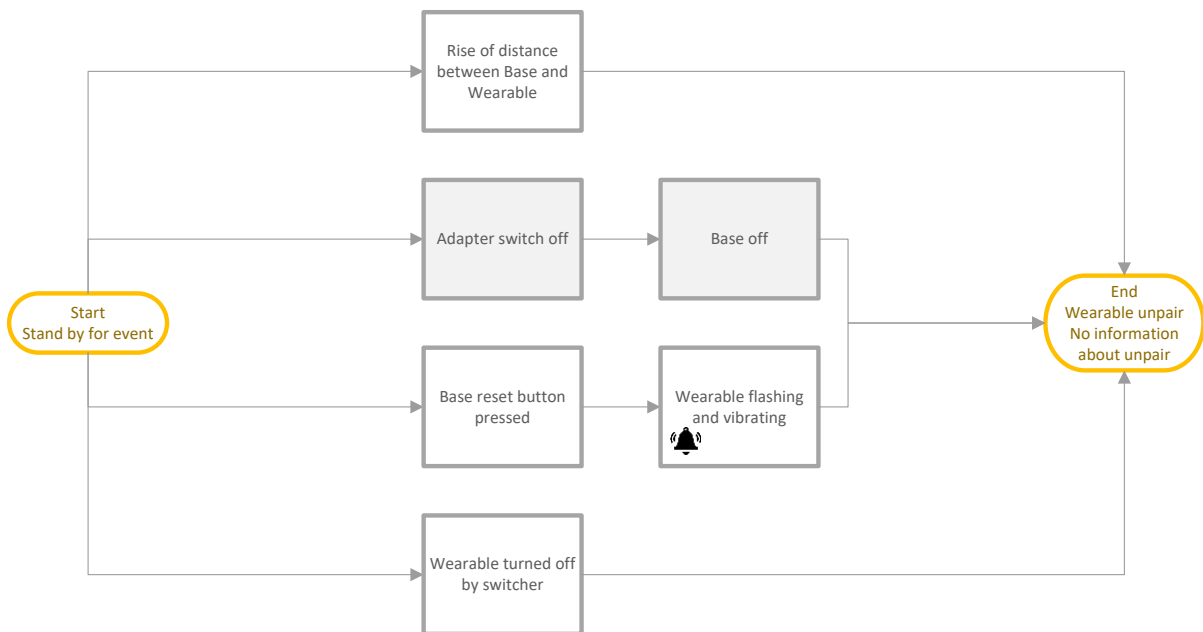 Rise of distance
between Base and
Wearable
Adapter switch off
Base off
Start
Stand by for event
End
Wearable unpair
No information
about unpair
Base reset button
pressed
Wearable flashing
and vibrating
Wearable turned off
by switcher